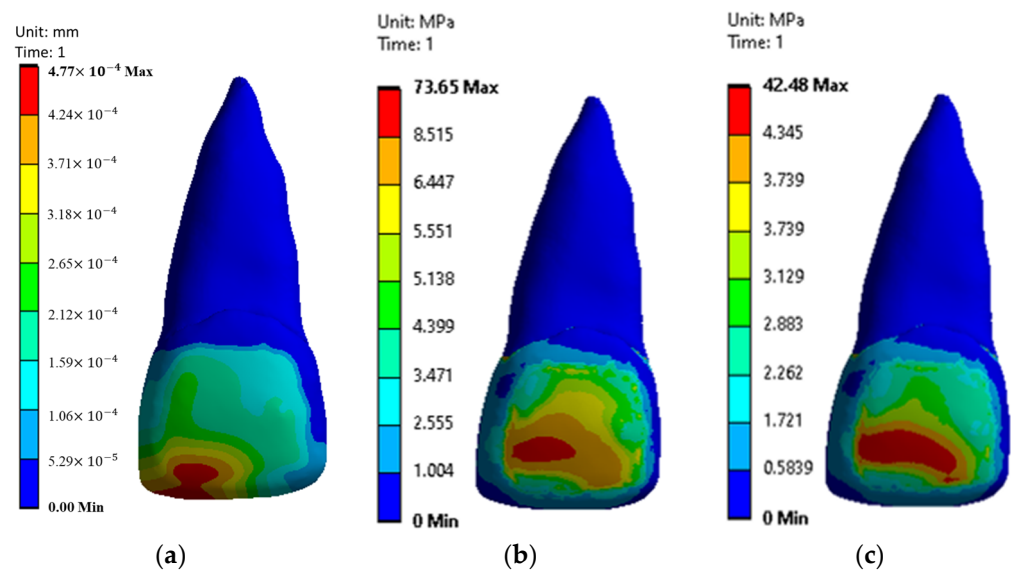 Unit: mm
Time: 1
4.77× 10⁻⁴ Max
4.24× 10⁻⁴
3.71× 10⁻⁴
3.18× 10⁻⁴
2.65× 10⁻⁴
2.12× 10⁻⁴
1.59× 10⁻⁴
1.06× 10⁻⁴
5.29× 10⁻⁵
0.00 Min
(a)
Unit: MPa
Time: 1
73.65 Max
8.515
6.447
5.551
5.138
4.399
3.471
2.555
1.004
0 Min
(b)
Unit: MPa
Time: 1
42.48 Max
4.345
3.739
3.739
3.129
2.883
2.262
1.721
0.5839
0 Min
(c)